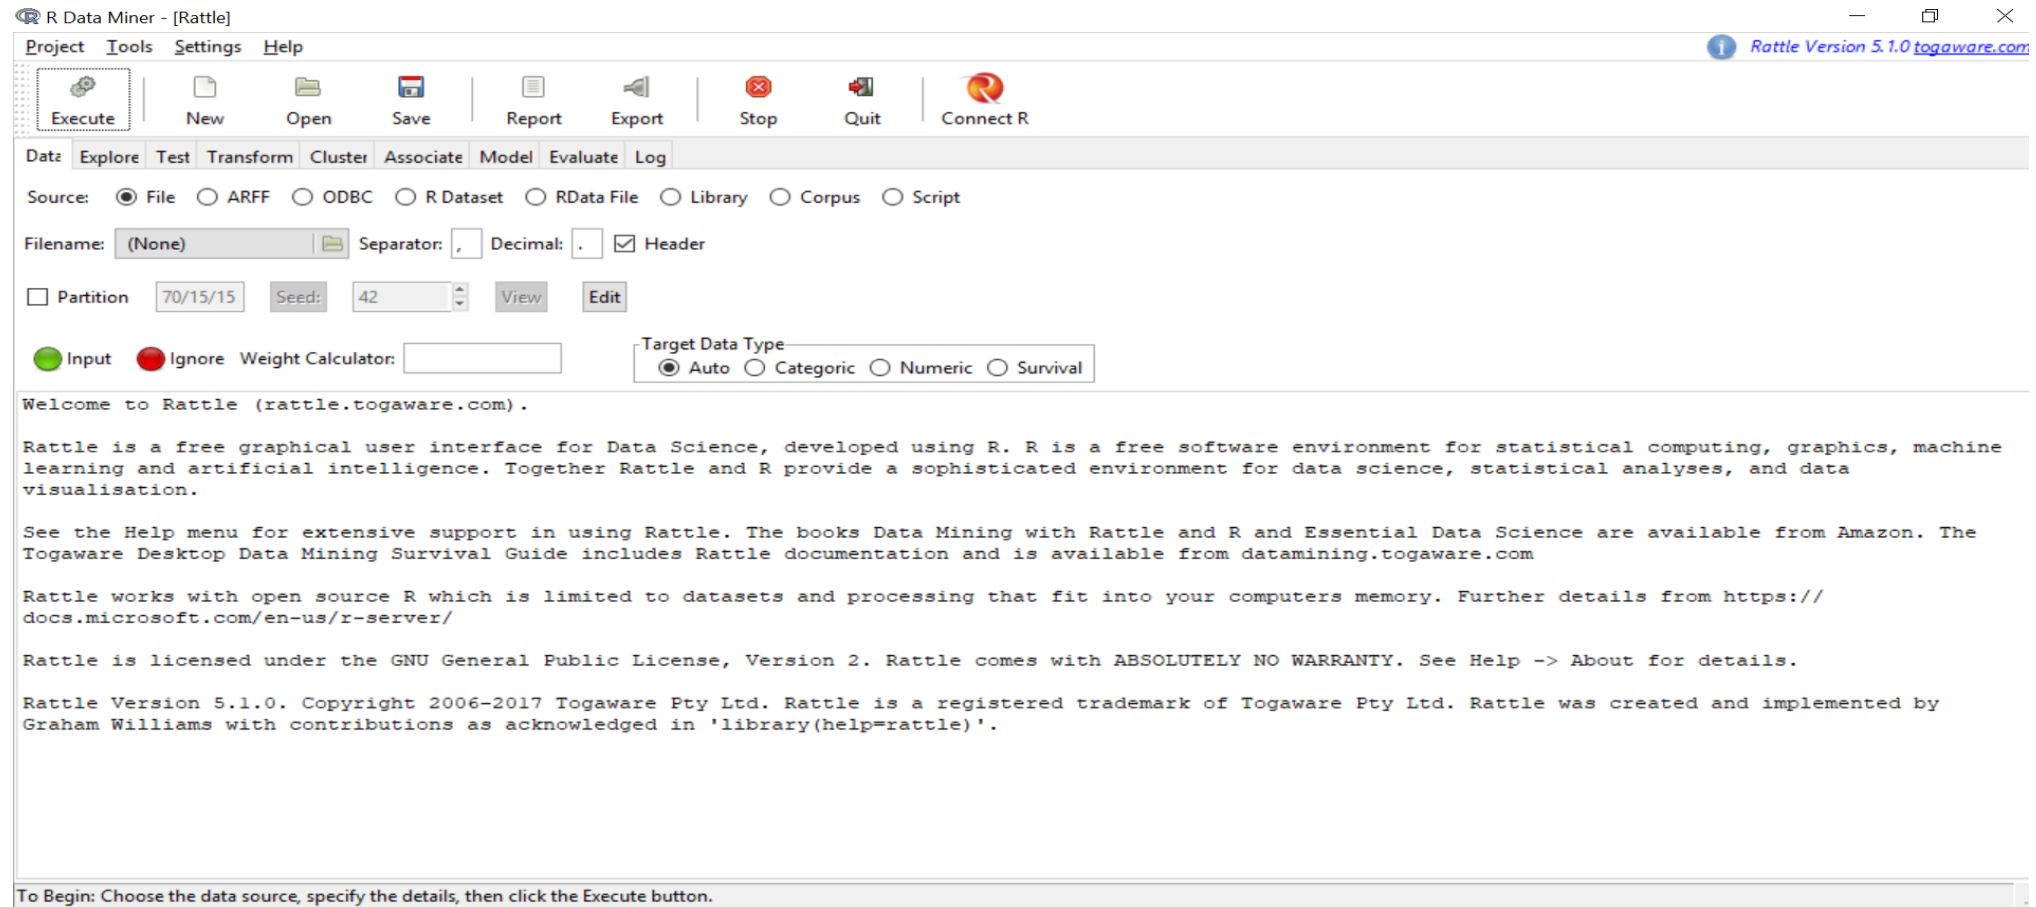 R Data Miner - [Rattle]
Project Tools Settings Help
Rattle Version 5.1.0 togaware.com
Execute New Open Save Report Export Stop Quit Connect R
Data Explore Test Transform Cluster Associate Model Evaluate Log
Source: File ARFF ODBC R Dataset RData File Library Corpus Script
Filename: (None) Separator: , Decimal: . Header
Partition 70/15/15 Seed: 42 View Edit
Target Data Type
Input Ignore Weight Calculator: Auto Categoric Numeric Survival
Welcome to Rattle (rattle.togaware.com).
Rattle is a free graphical user interface for Data Science, developed using R. R is a free software environment for statistical computing, graphics, machine
learning and artificial intelligence. Together Rattle and R provide a sophisticated environment for data science, statistical analyses, and data
visualisation.
See the Help menu for extensive support in using Rattle. The books Data Mining with Rattle and R and Essential Data Science are available from Amazon. The
Togaware Desktop Data Mining Survival Guide includes Rattle documentation and is available from datamining.togaware.com
Rattle works with open source R which is limited to datasets and processing that fit into your computers memory. Further details from https://
docs.microsoft.com/en-us/r-server/
Rattle is licensed under the GNU General Public License, Version 2. Rattle comes with ABSOLUTELY NO WARRANTY. See Help -> About for details.
Rattle Version 5.1.0. Copyright 2006-2017 Togaware Pty Ltd. Rattle is a registered trademark of Togaware Pty Ltd. Rattle was created and implemented by
Graham Williams with contributions as acknowledged in 'library(help=rattle)'.
To Begin: Choose the data source, specify the details, then click the Execute button.